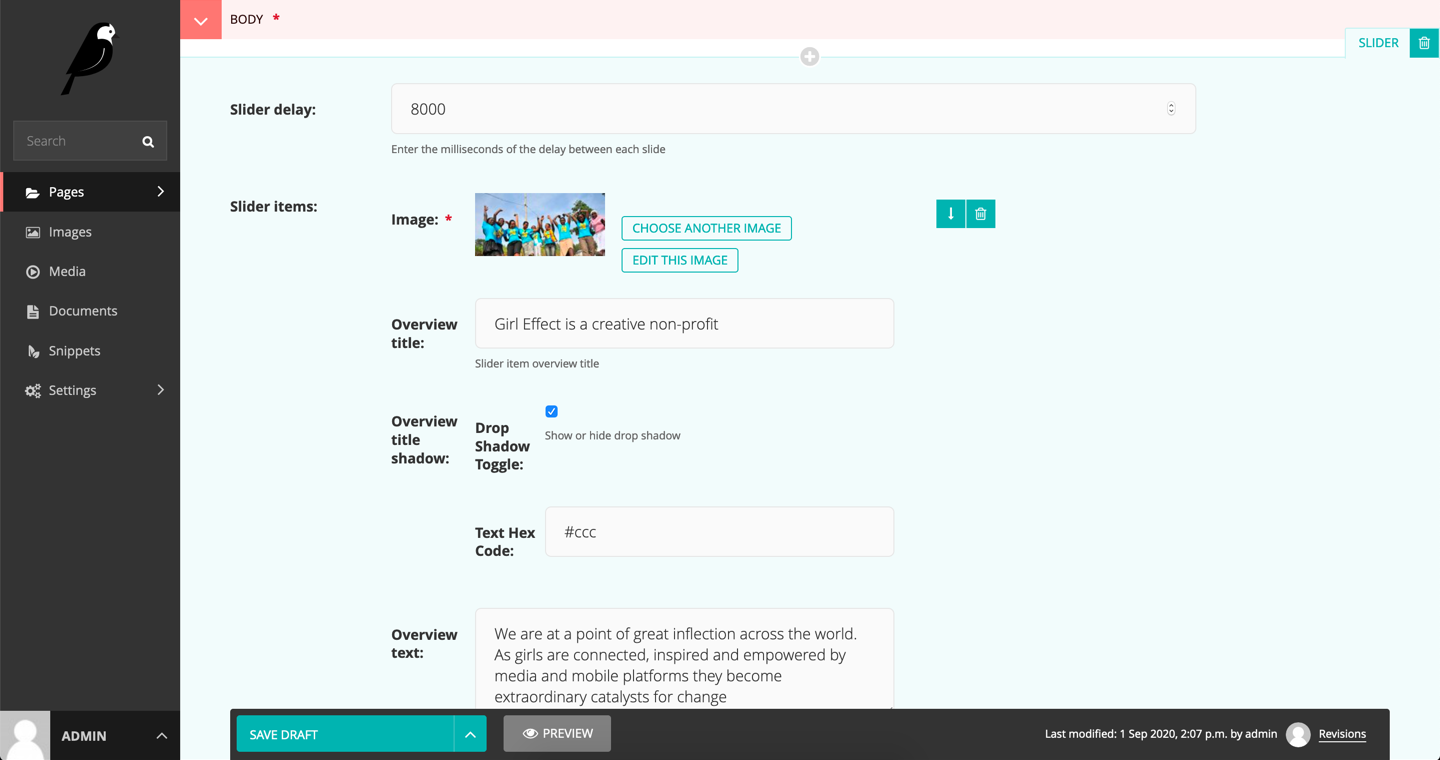 BODY *
SLIDER
Search
Pages
Images
Media
Documents
Snippets
Settings
Slider delay:
8000
Enter the milliseconds of the delay between each slide
Slider items:
Image: *
CHOOSE ANOTHER IMAGE
EDIT THIS IMAGE
Overview
title:
Girl Effect is a creative non-profit
Slider item overview title
Overview
title
shadow:
Drop
Shadow
Toggle:
Show or hide drop shadow
Text Hex
Code:
#ccc
Overview
text:
We are at a point of great inflection across the world.
As girls are connected, inspired and empowered by
media and mobile platforms they become
extraordinary catalysts for change
ADMIN
SAVE DRAFT
PREVIEW
Last modified: 1 Sep 2020, 2:07 p.m. by admin
Revisions